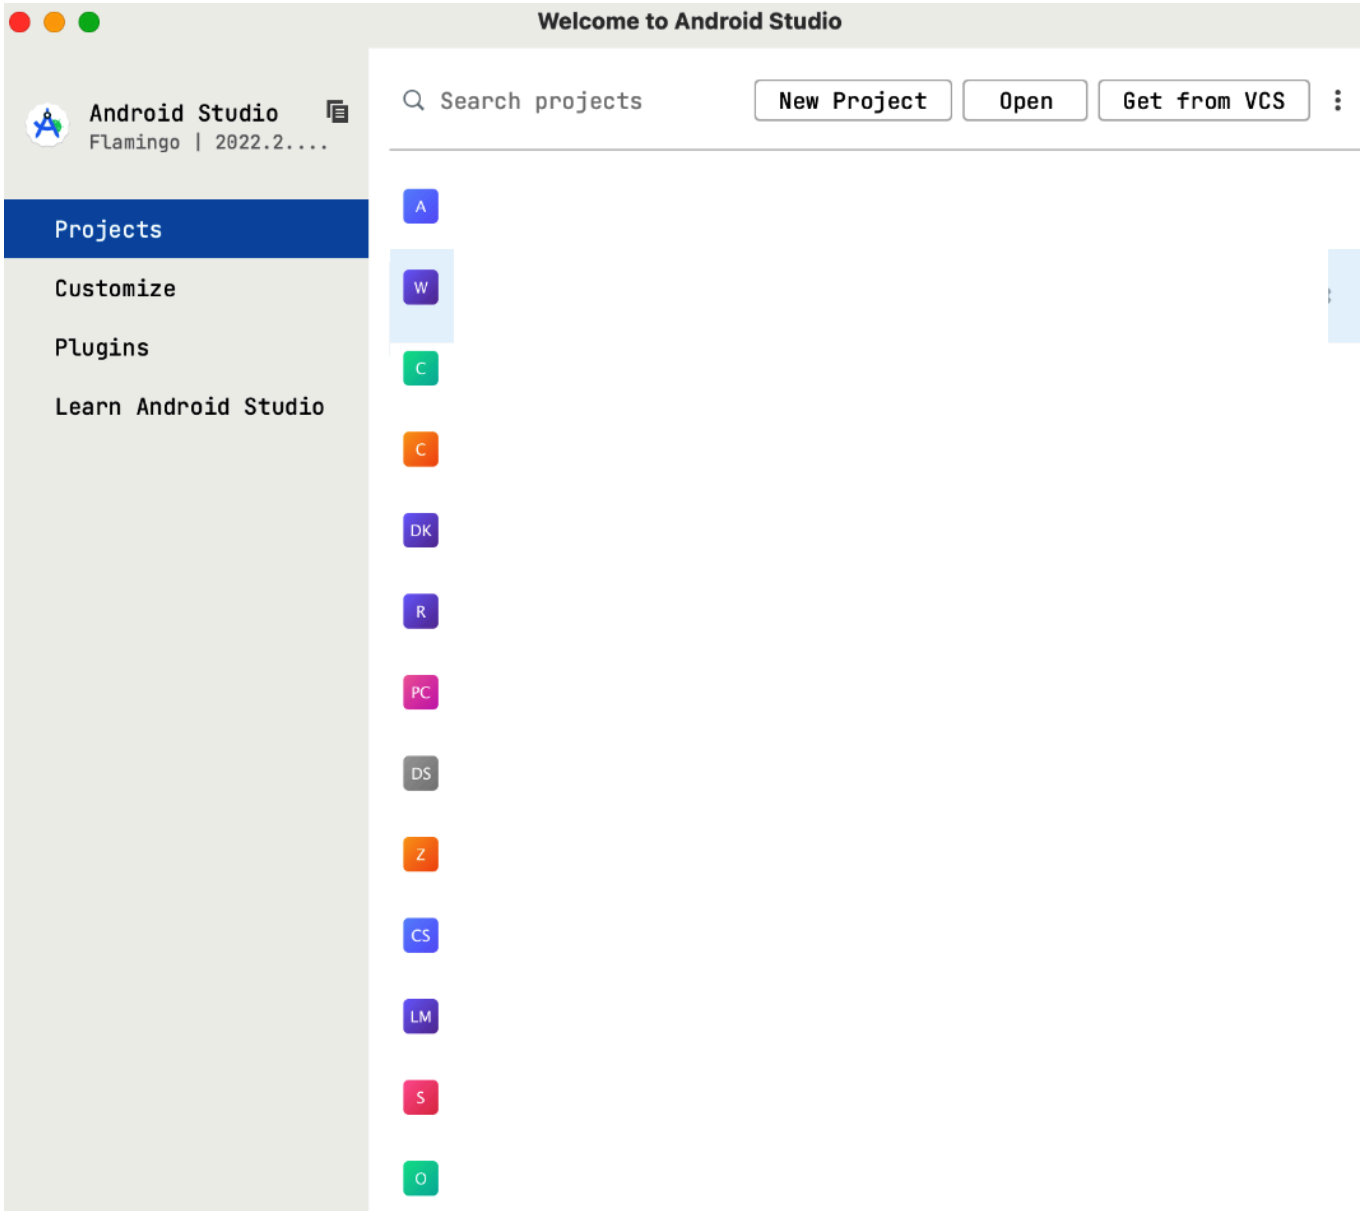 Welcome to Android Studio
Android Studio
Flamingo | 2022.2....
Projects
Customize
Plugins
Learn Android Studio
Search projects
New Project
Open
Get from VCS
A
W
C
C
DK
R
PC
DS
Z
CS
LM
S
O